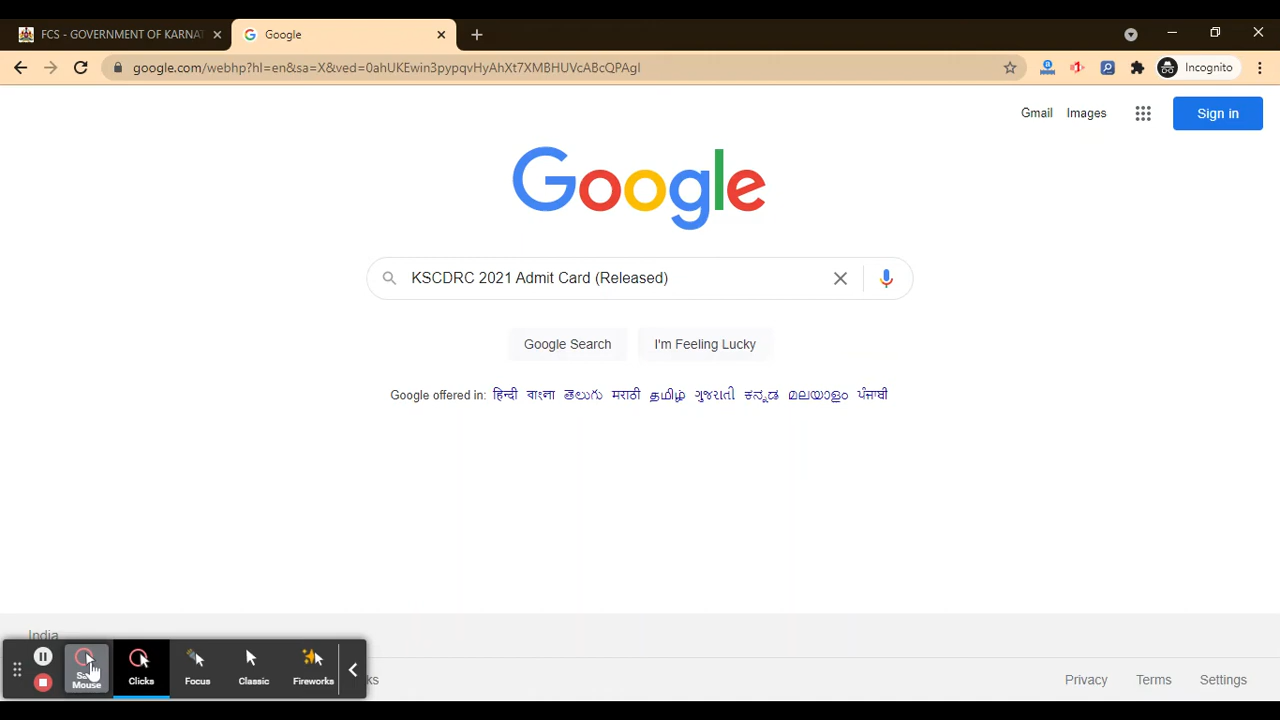 FCS - GOVERNMENT OF KARNAT
Google
google.com/webhp?hl=en&sa=X&ved=0ahUKEwin3pypqvHyAhXt7XMBHUVcABcQPAgI
Incognito
Gmail Images Sign in
Google
KSCDRC 2021 Admit Card (Released)
Google Search I'm Feeling Lucky
Google offered in: हिन्दी বাংলা తెలుగు मराठी தமிழ் ગુજરાતી ಕನ್ನಡ മലയാളം ਪੰਜਾਬੀ
India
Mouse Clicks Focus Classic Fireworks
Privacy Terms Settings